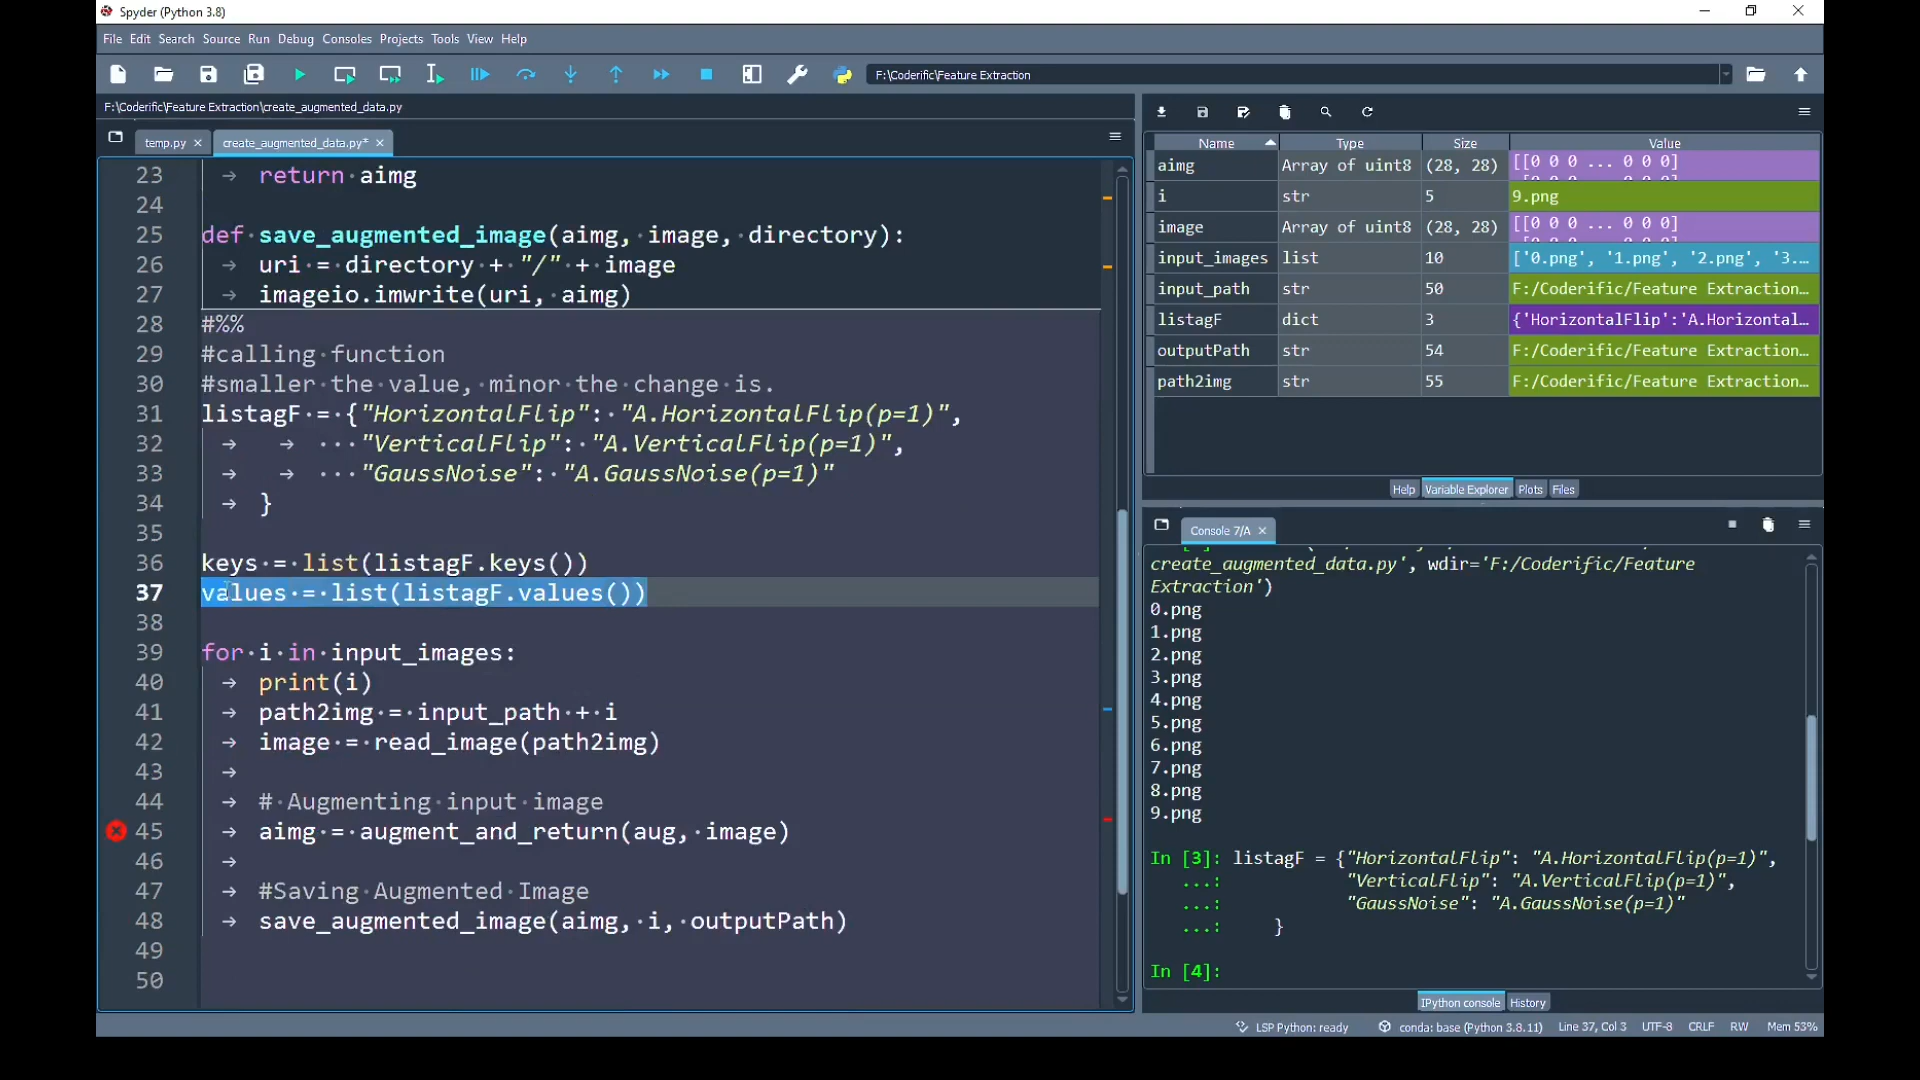 Spyder (Python 3.8)
File Edit Search Source Run Debug Consoles Projects Tools View Help
F:\Coderific\Feature Extraction
F:\Coderific\Feature Extraction\create_augmented_data.py
temp.py
create_augmented_data.py*
23 return aimg
24
25 def save_augmented_image(aimg, image, directory):
26 uri = directory + "/" + image
27 imageio.imwrite(uri, aimg)
28 #%%
29 #calling function
30 #smaller the value, minor the change is.
31 listagF = {"HorizontalFlip": "A.HorizontalFlip(p=1)",
32 "VerticalFlip": "A.VerticalFlip(p=1)",
33 "GaussNoise": "A.GaussNoise(p=1)"
34 }
35
36 keys = list(listagF.keys())
37 values = list(listagF.values())
38
39 for i in input_images:
40 print(i)
41 path2img = input_path + i
42 image = read_image(path2img)
43
44 # Augmenting input image
45 aimg = augment_and_return(aug, image)
46
47 #Saving Augmented Image
48 save_augmented_image(aimg, i, outputPath)
49
50
Name Type Size Value
aimg Array of uint8 (28, 28) [[0 0 0 ... 0 0 0]
i str 5 9.png
image Array of uint8 (28, 28) [[0 0 0 ... 0 0 0]
input_images list 10 ['0.png', '1.png', '2.png', '3....
input_path str 50 F:/Coderific/Feature Extraction...
listagF dict 3 {'HorizontalFlip':'A.Horizontal...
outputPath str 54 F:/Coderific/Feature Extraction...
path2img str 55 F:/Coderific/Feature Extraction...
Help Variable Explorer Plots Files
Console 7/A
create_augmented_data.py', wdir='F:/Coderific/Feature
Extraction')
0.png
1.png
2.png
3.png
4.png
5.png
6.png
7.png
8.png
9.png
In [3]: listagF = {"HorizontalFlip": "A.HorizontalFlip(p=1)",
...: "VerticalFlip": "A.VerticalFlip(p=1)",
...: "GaussNoise": "A.GaussNoise(p=1)"
...: }
In [4]:
IPython console History
LSP Python: ready conda: base (Python 3.8.11) Line 37, Col 3 UTF-8 CRLF RW Mem 53%